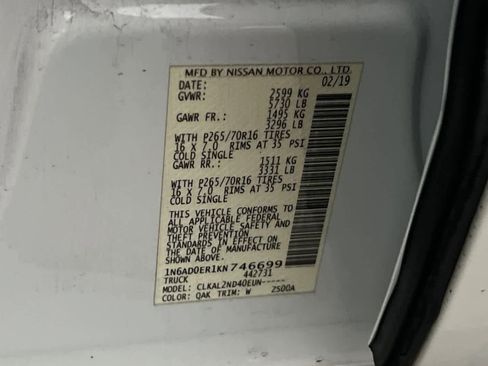 MFD BY NISSAN MOTOR CO., LTD.
DATE: 02/19
GVWR: 2599 KG
5730 LB
GAWR FR.: 1495 KG
3296 LB
WITH P265/70R16 TIRES
16 X 7.0 RIMS AT 35 PSI
COLD SINGLE
GAWR RR.: 1511 KG
3331 LB
WITH P265/70R16 TIRES
16 X 7.0 RIMS AT 35 PSI
COLD SINGLE
THIS VEHICLE CONFORMS TO
ALL APPLICABLE FEDERAL
MOTOR VEHICLE SAFETY AND
THEFT PREVENTION
STANDARDS IN EFFECT ON
THE DATE OF MANUFACTURE
1N6AD0ER1KN746699
TRUCK 442731
MODEL: CLKAL2ND40EUN-----
COLOR: QAK TRIM: W 2500A